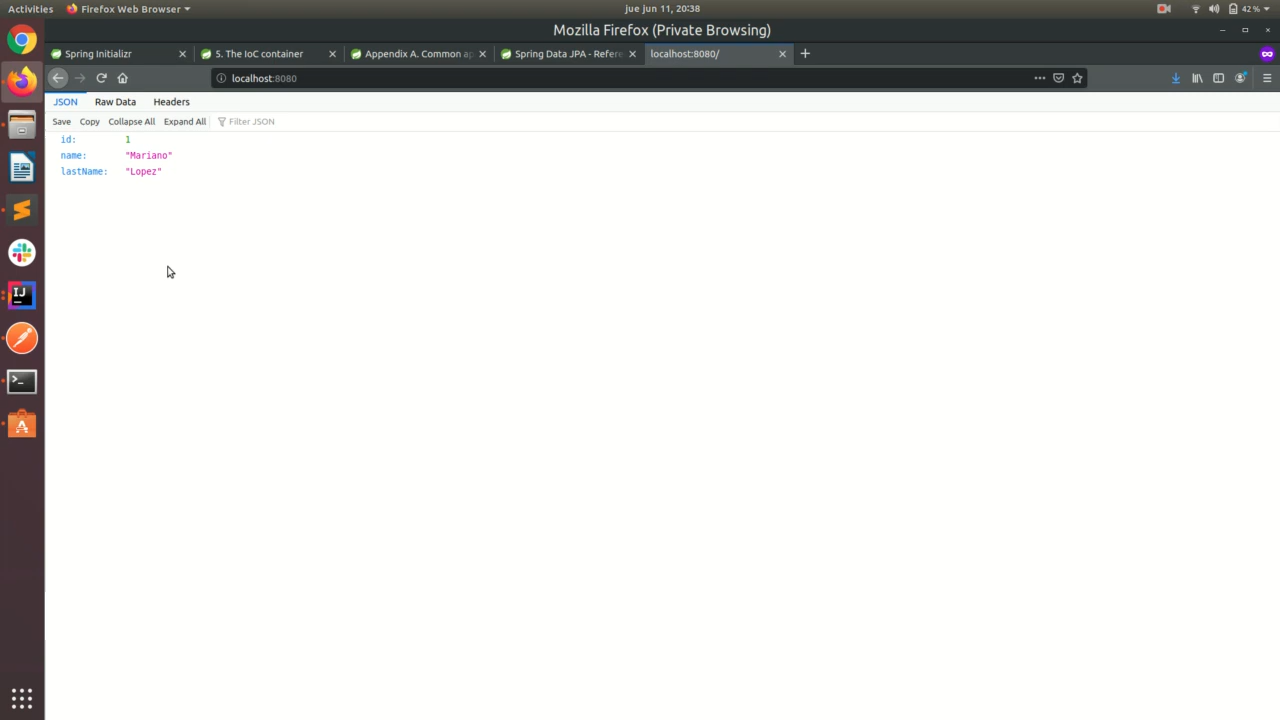 Activities Firefox Web Browser jue jun 11, 20:38 42 %
Mozilla Firefox (Private Browsing)
Spring Initializr 5. The IoC container Appendix A. Common ap Spring Data JPA - Refere localhost:8080/
localhost:8080
JSON Raw Data Headers
Save Copy Collapse All Expand All Filter JSON
id: 1
name: "Mariano"
lastName: "Lopez"